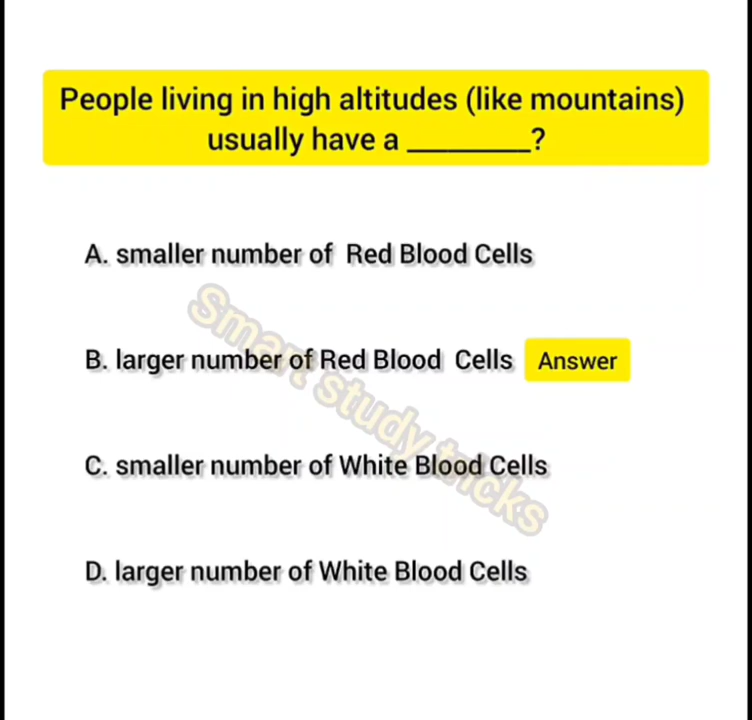 People living in high altitudes (like mountains)
usually have a ________?
A. smaller number of Red Blood Cells
B. larger number of Red Blood Cells Answer
C. smaller number of White Blood Cells
D. larger number of White Blood Cells
Smart study tricks